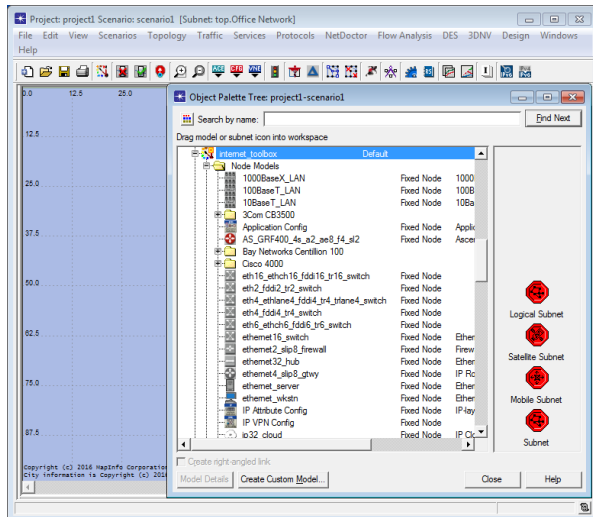 Project: project1 Scenario: scenario1 [Subnet: top.Office Network]
File Edit View Scenarios Topology Traffic Services Protocols NetDoctor Flow Analysis DES 3DNV Design Windows
Help
0.0 12.5 25.0
12.5
25.0
37.5
50.0
62.5
75.0
87.5
Copyright (c) 2016 MapInfo Corporatio
City information is Copyright (c) 201
Object Palette Tree: project1-scenario1
Search by name: Find Next
Drag model or subnet icon into workspace
internet_toolbox Default
Node Models
1000BaseX_LAN Fixed Node 1000
100BaseT_LAN Fixed Node 100B
10BaseT_LAN Fixed Node 10Ba
3Com CB3500
Application Config Fixed Node Applic
AS_GRF400_4s_a2_ae8_f4_sl2 Fixed Node Ascer
Bay Networks Centillion 100
Cisco 4000
eth16_ethch16_fddi16_tr16_switch Fixed Node
eth2_fddi2_tr2_switch Fixed Node
eth4_ethlane4_fddi4_tr4_trlane4_switch Fixed Node
eth4_fddi4_tr4_switch Fixed Node
eth6_ethch6_fddi6_tr6_switch Fixed Node
ethernet16_switch Fixed Node Ether
ethernet2_slip8_firewall Fixed Node Firew
ethernet32_hub Fixed Node Ether
ethernet4_slip8_gtwy Fixed Node IP Ro
ethernet_server Fixed Node Ether
ethernet_wkstn Fixed Node Ether
IP Attribute Config Fixed Node IP-lay
IP VPN Config Fixed Node
ip32_cloud Fixed Node IP Clo
Logical Subnet
Satellite Subnet
Mobile Subnet
Subnet
Create right-angled link
Model Details Create Custom Model... Close Help